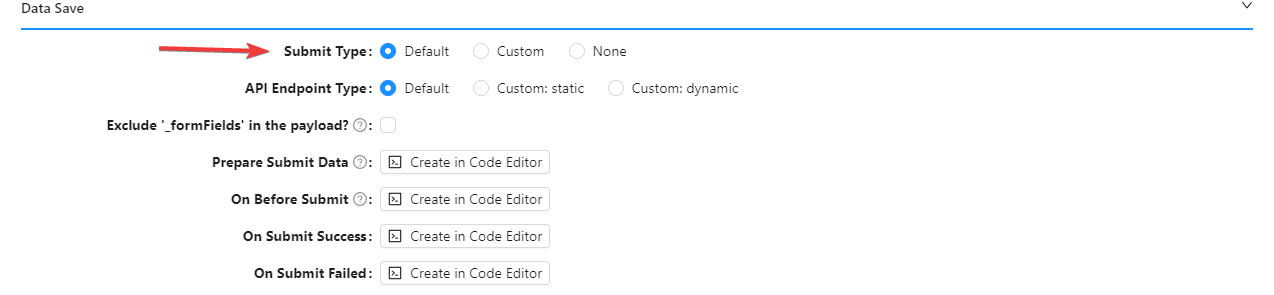 Data Save
Submit Type: Default Custom None
API Endpoint Type: Default Custom: static Custom: dynamic
Exclude '_formFields' in the payload? ?:
Prepare Submit Data ?: Create in Code Editor
On Before Submit ?: Create in Code Editor
On Submit Success: Create in Code Editor
On Submit Failed: Create in Code Editor